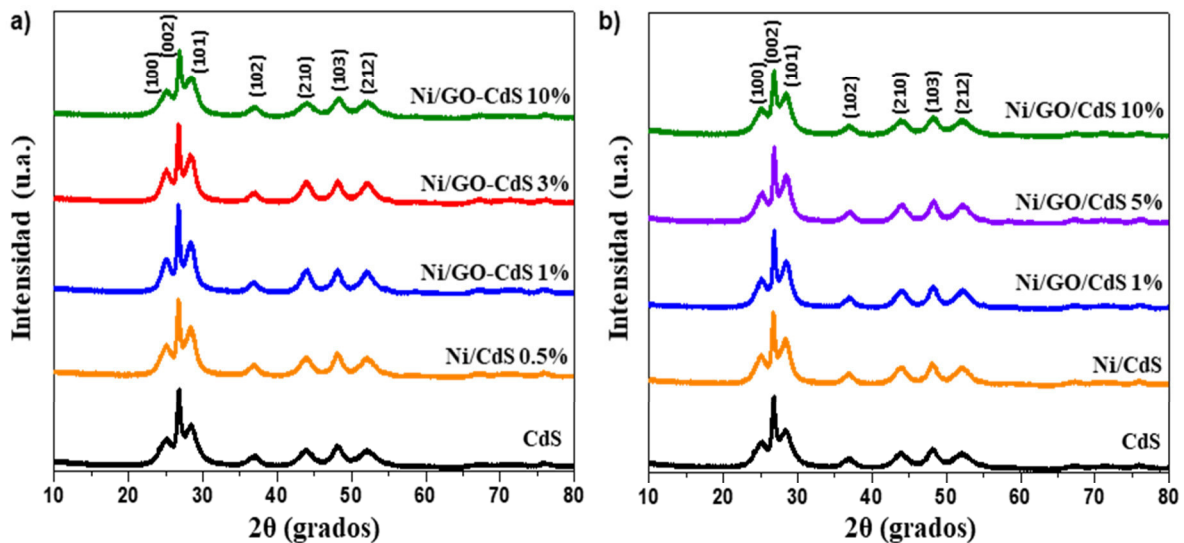 a)
(100)
(002)
(101)
(102)
(210)
(103)
(212)
Ni/GO-CdS 10%
Ni/GO-CdS 3%
Ni/GO-CdS 1%
Ni/CdS 0.5%
CdS
Intensidad (u.a.)
10 20 30 40 50 60 70 80
2θ (grados)
b)
(100)
(002)
(101)
(102)
(210)
(103)
(212)
Ni/GO/CdS 10%
Ni/GO/CdS 5%
Ni/GO/CdS 1%
Ni/CdS
CdS
Intensidad (u.a.)
10 20 30 40 50 60 70 80
2θ (grados)